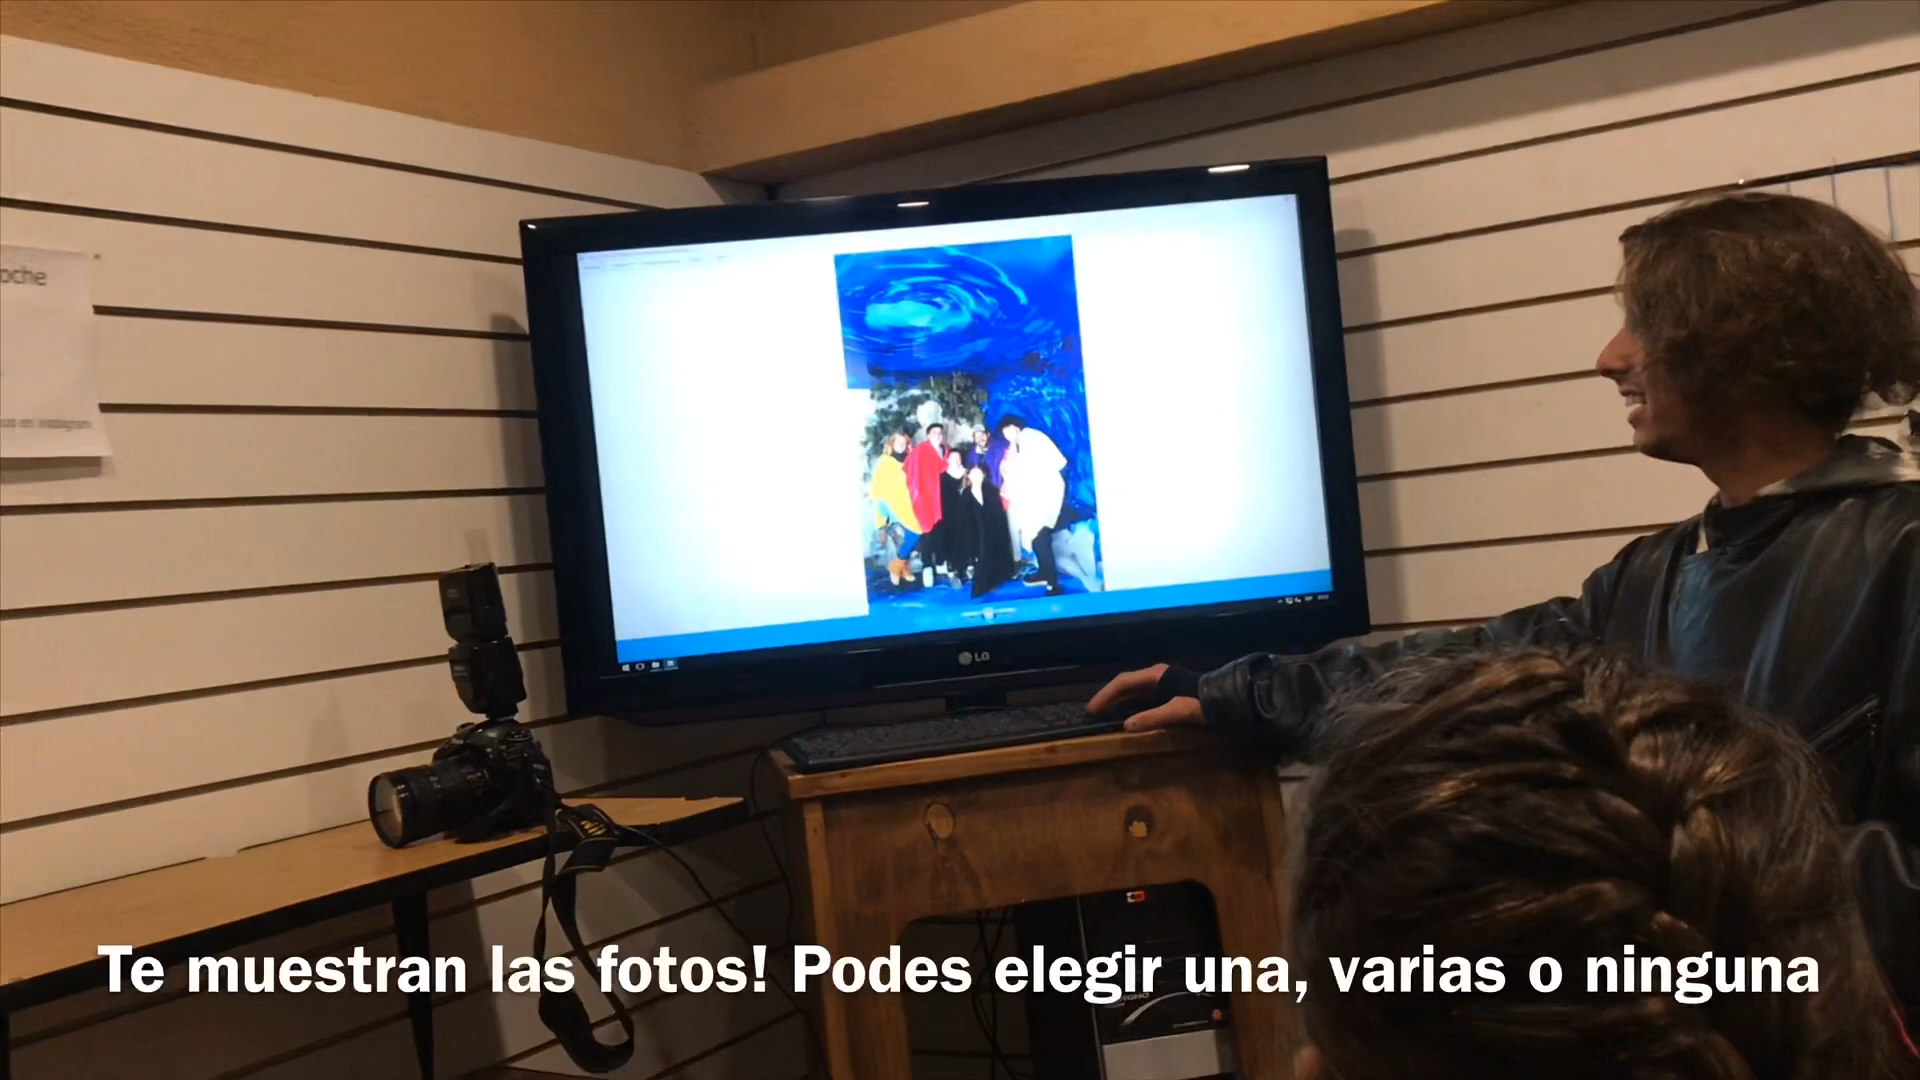 oche
LG
Te muestran las fotos! Podes elegir una, varias o ninguna